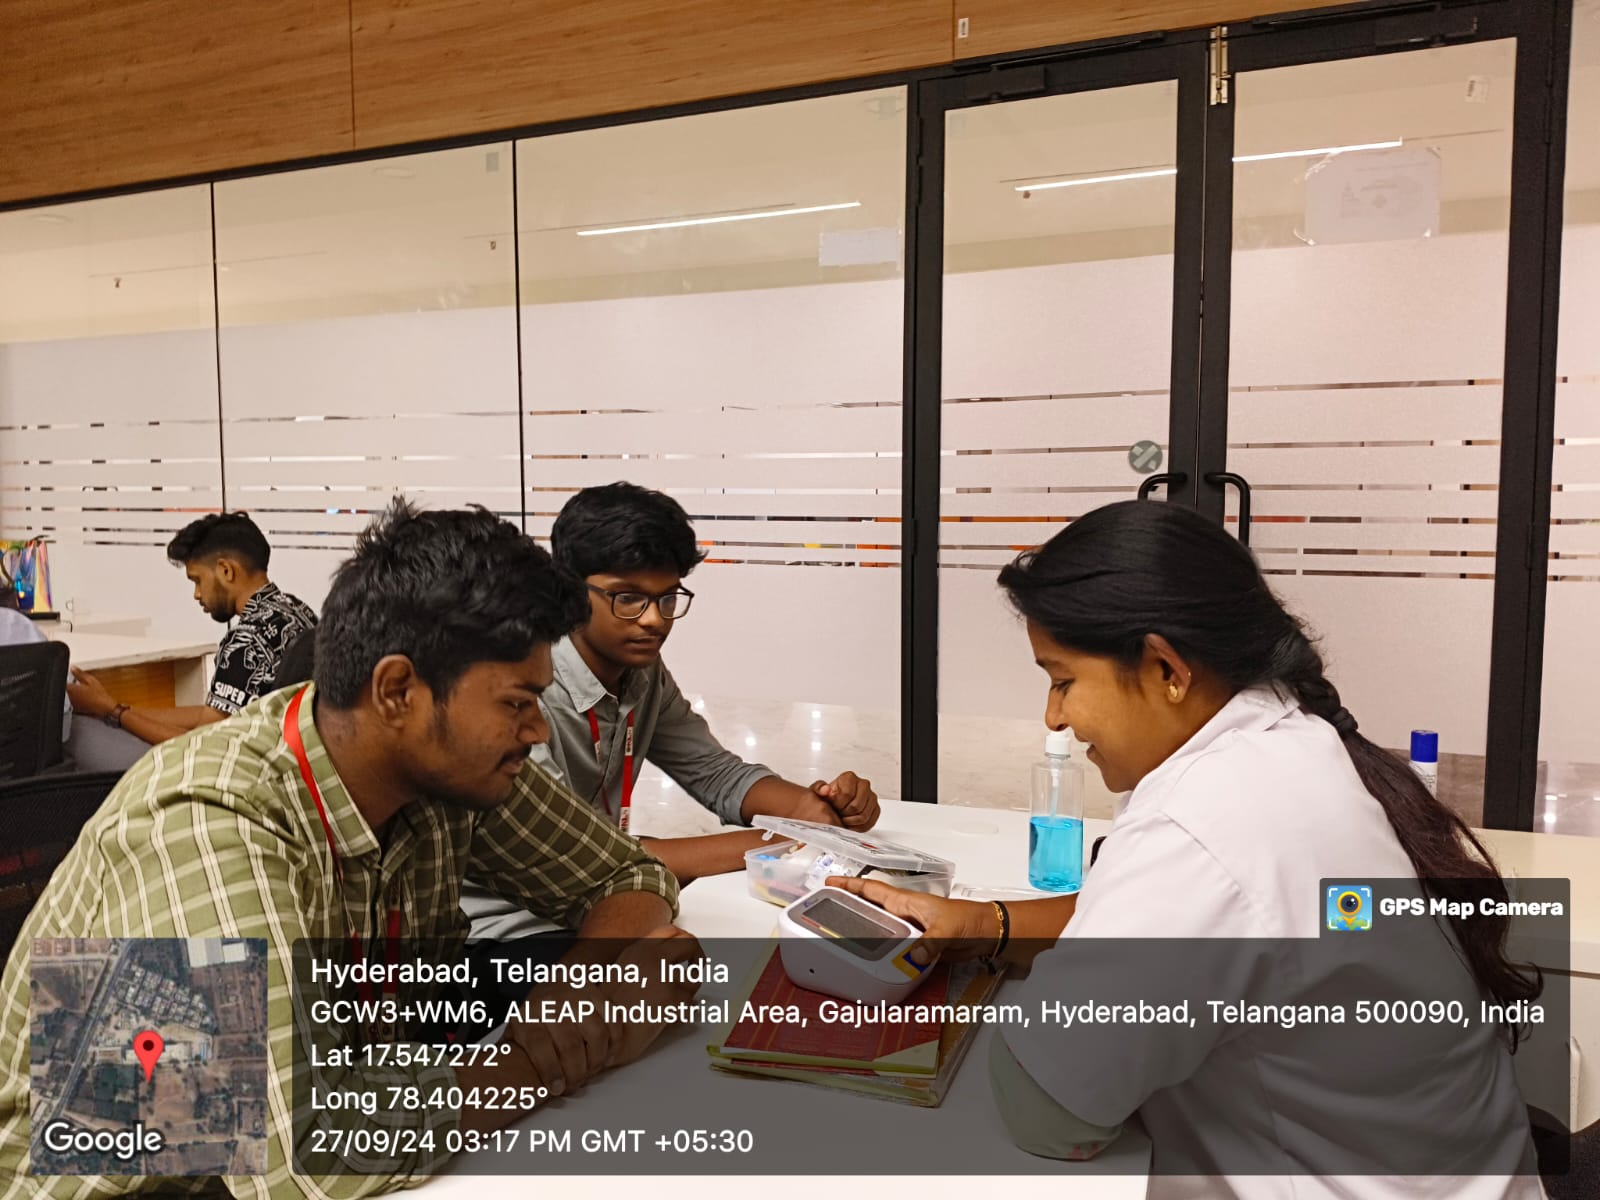 SUPER
GPS Map Camera
Hyderabad, Telangana, India
GCW3+WM6, ALEAP Industrial Area, Gajularamaram, Hyderabad, Telangana 500090, India
Lat 17.547272°
Long 78.404225°
27/09/24 03:17 PM GMT +05:30
Google